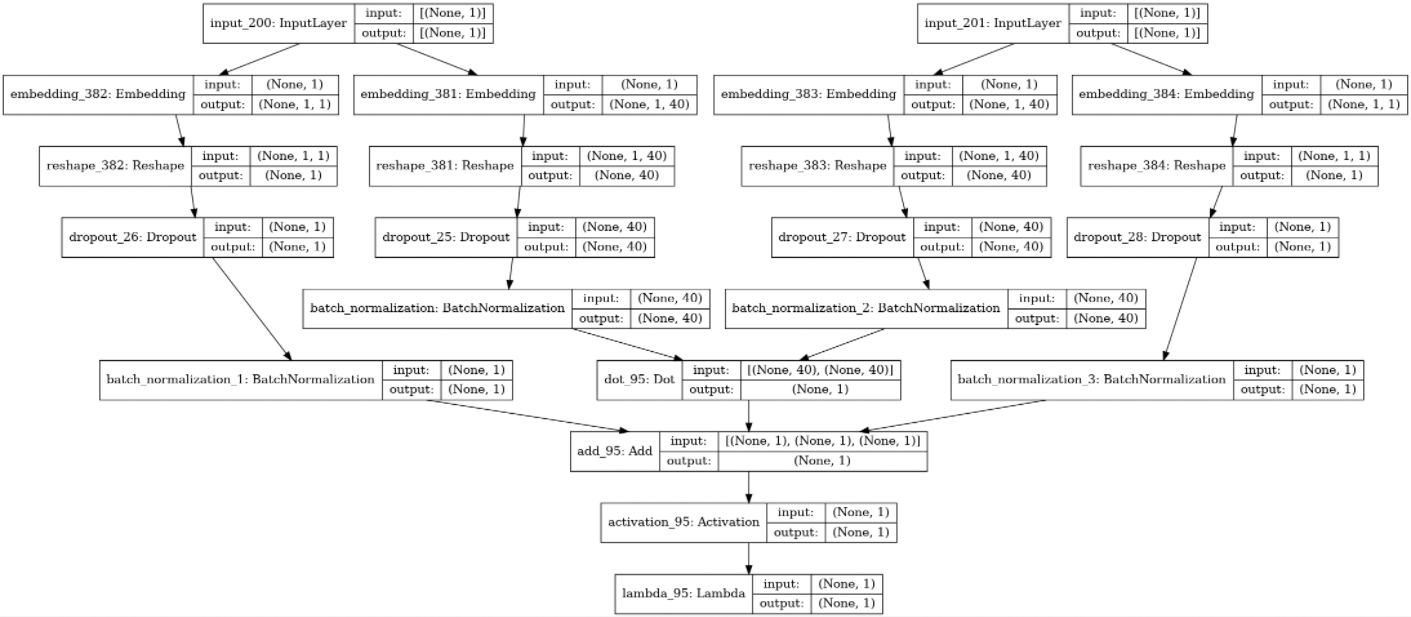 input_200: InputLayer input: [(None, 1)] output: [(None, 1)]
input_201: InputLayer input: [(None, 1)] output: [(None, 1)]
embedding_382: Embedding input: (None, 1) output: (None, 1, 1)
embedding_381: Embedding input: (None, 1) output: (None, 1, 40)
embedding_383: Embedding input: (None, 1) output: (None, 1, 40)
embedding_384: Embedding input: (None, 1) output: (None, 1, 1)
reshape_382: Reshape input: (None, 1, 1) output: (None, 1)
reshape_381: Reshape input: (None, 1, 40) output: (None, 40)
reshape_383: Reshape input: (None, 1, 40) output: (None, 40)
reshape_384: Reshape input: (None, 1, 1) output: (None, 1)
dropout_26: Dropout input: (None, 1) output: (None, 1)
dropout_25: Dropout input: (None, 40) output: (None, 40)
dropout_27: Dropout input: (None, 40) output: (None, 40)
dropout_28: Dropout input: (None, 1) output: (None, 1)
batch_normalization: BatchNormalization input: (None, 40) output: (None, 40)
batch_normalization_2: BatchNormalization input: (None, 40) output: (None, 40)
batch_normalization_1: BatchNormalization input: (None, 1) output: (None, 1)
dot_95: Dot input: [(None, 40), (None, 40)] output: (None, 1)
batch_normalization_3: BatchNormalization input: (None, 1) output: (None, 1)
add_95: Add input: [(None, 1), (None, 1), (None, 1)] output: (None, 1)
activation_95: Activation input: (None, 1) output: (None, 1)
lambda_95: Lambda input: (None, 1) output: (None, 1)